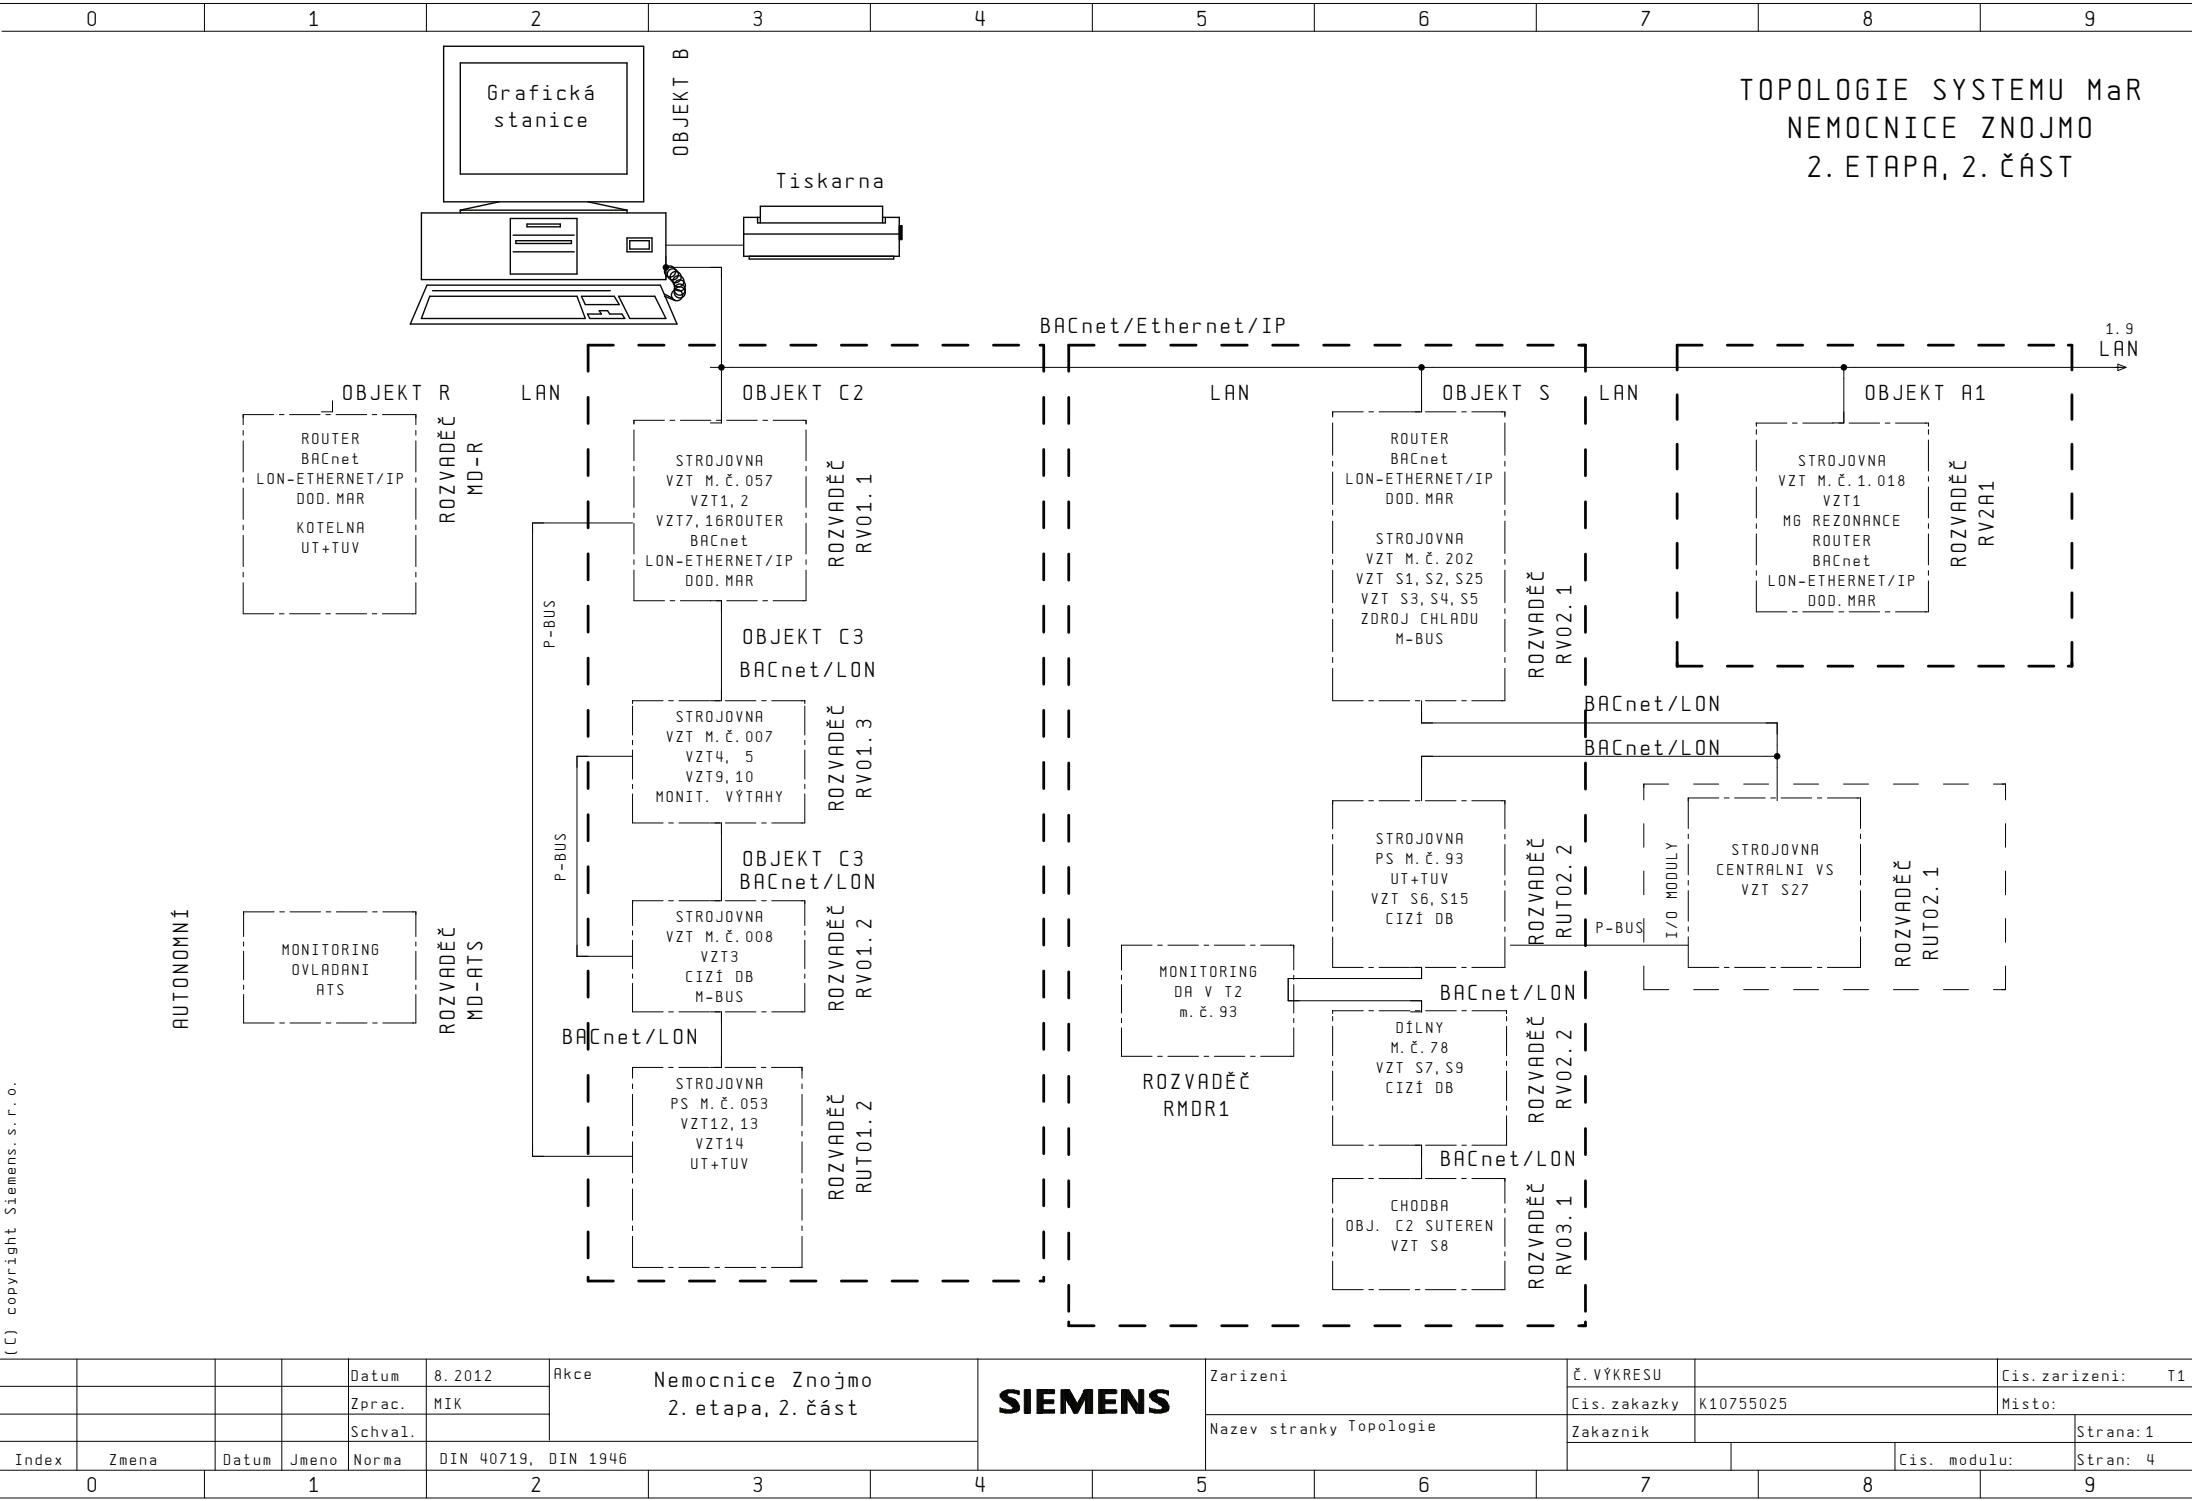 0 1 2 3 4 5 6 7 8 9
TOPOLOGIE SYSTEMU MaR
NEMOCNICE ZNOJMO
2. ETAPA, 2. ČÁST
Grafická
stanice
OBJEKT B
Tiskarna
BACnet/Ethernet/IP
1.9
LAN
OBJEKT R
LAN
OBJEKT C2
LAN
OBJEKT S
LAN
OBJEKT A1
ROUTER
BACnet
LON-ETHERNET/IP
DOD. MAR
KOTELNA
UT+TUV
ROZVADĚČ
MD-R
STROJOVNA
VZT M.Č.057
VZT1, 2
VZT7, 16ROUTER
BACnet
LON-ETHERNET/IP
DOD. MAR
ROZVADĚČ
RVO1.1
P-BUS
OBJEKT C3
BACnet/LON
STROJOVNA
VZT M.Č.007
VZT4, 5
VZT9, 10
MONIT. VÝTAHY
ROZVADĚČ
RVO1.3
P-BUS
OBJEKT C3
BACnet/LON
STROJOVNA
VZT M.Č.008
VZT3
CIZÍ DB
M-BUS
ROZVADĚČ
RVO1.2
BACnet/LON
STROJOVNA
PS M.Č.053
VZT12, 13
VZT14
UT+TUV
ROZVADĚČ
RUTO1.2
AUTONOMNÍ
MONITORING
OVLADANI
ATS
ROZVADĚČ
MD-ATS
ROUTER
BACnet
LON-ETHERNET/IP
DOD. MAR
STROJOVNA
VZT M.Č.202
VZT S1, S2, S25
VZT S3, S4, S5
ZDROJ CHLADU
M-BUS
ROZVADĚČ
RVO2.1
STROJOVNA
VZT M.Č.1.018
VZT1
MG REZONANCE
ROUTER
BACnet
LON-ETHERNET/IP
DOD. MAR
ROZVADĚČ
RV2A1
BACnet/LON
BACnet/LON
STROJOVNA
PS M.Č.93
UT+TUV
VZT S6, S15
CIZÍ DB
ROZVADĚČ
RUTO2.2
P-BUS
I/O MODULY
STROJOVNA
CENTRALNI VS
VZT S27
ROZVADĚČ
RUTO2.1
MONITORING
DA V T2
m.č.93
ROZVADĚČ
RMDR1
BACnet/LON
DÍLNY
M.Č.78
VZT S7, S9
CIZÍ DB
ROZVADĚČ
RVO2.2
BACnet/LON
CHODBA
OBJ. C2 SUTEREN
VZT S8
ROZVADĚČ
RVO3.1
(C) copyright Siemens.s.r.o.
Datum 8.2012
Zprac. MIK
Schval.
Index Zmena Datum Jmeno Norma DIN 40719, DIN 1946
Akce
Nemocnice Znojmo
2. etapa, 2. část
SIEMENS
Zarizeni
Nazev stranky Topologie
Č. VÝKRESU
Cis. zakazky K10755025
Zakaznik
Cis. zarizeni: T1
Misto:
Strana: 1
Cis. modulu:
Stran: 4
0 1 2 3 4 5 6 7 8 9